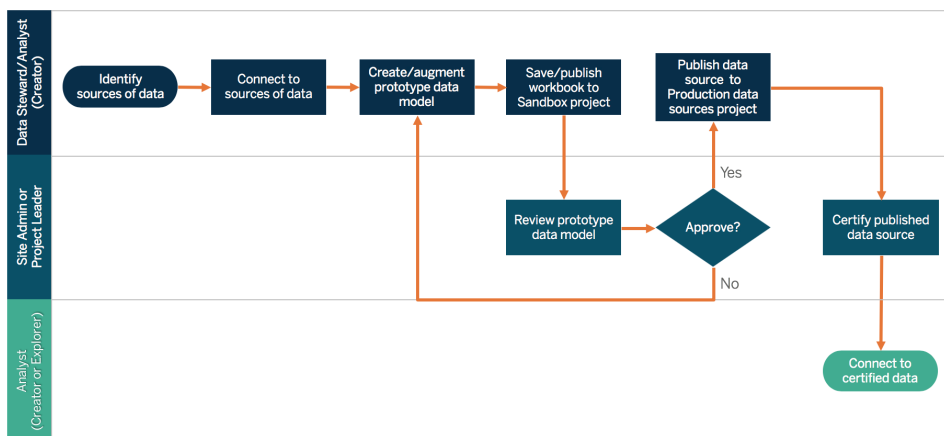 Data Steward/Analyst
(Creator)
Identify
sources of data
Connect to
sources of data
Create/augment
prototype data
model
Save/publish
workbook to
Sandbox project
Publish data
source to
Production data
sources project
Site Admin or
Project Leader
Review prototype
data model
Approve?
Yes
No
Certify published
data source
Analyst
(Creator or Explorer)
Connect to
certified data